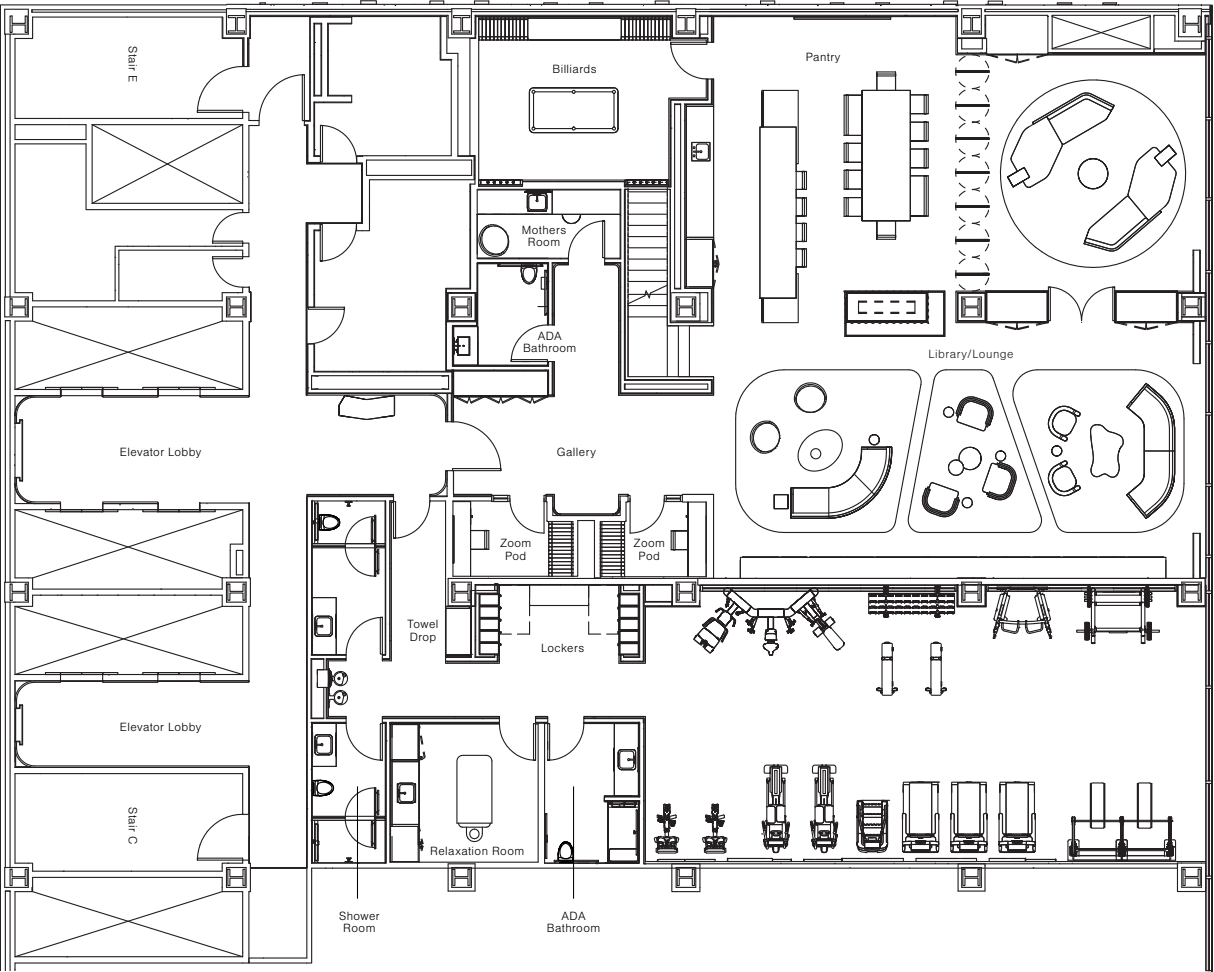 Stair E
Billiards
Pantry
Mothers
Room
ADA
Bathroom
Library/Lounge
Elevator Lobby
Gallery
Zoom
Pod
Zoom
Pod
Towel
Drop
Lockers
Elevator Lobby
Stair C
Relaxation Room
Shower
Room
ADA
Bathroom